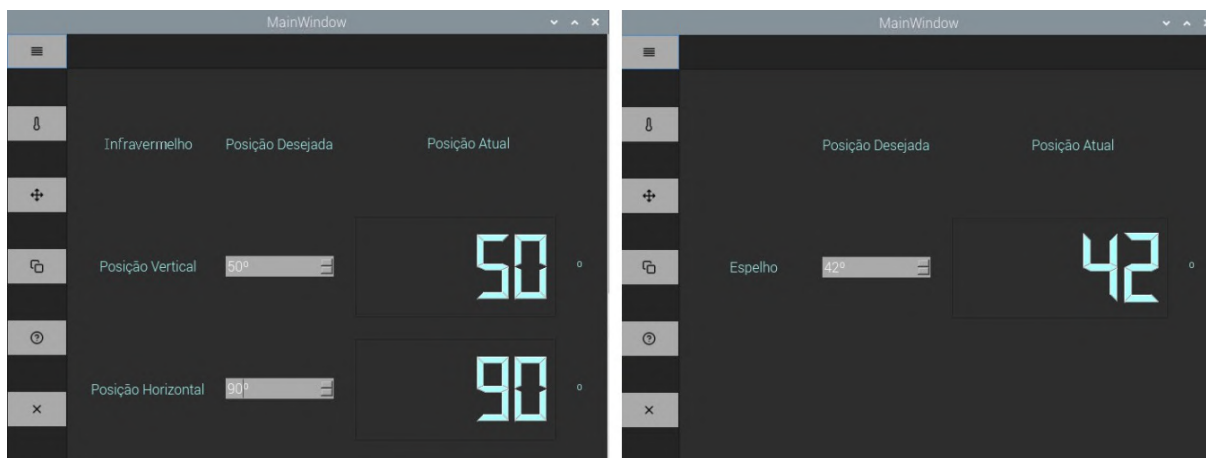 MainWindow
Infravermelho Posição Desejada Posição Atual
Posição Vertical 50º 50 º
Posição Horizontal 90º 90 º
MainWindow
Posição Desejada Posição Atual
Espelho 42º 42 º